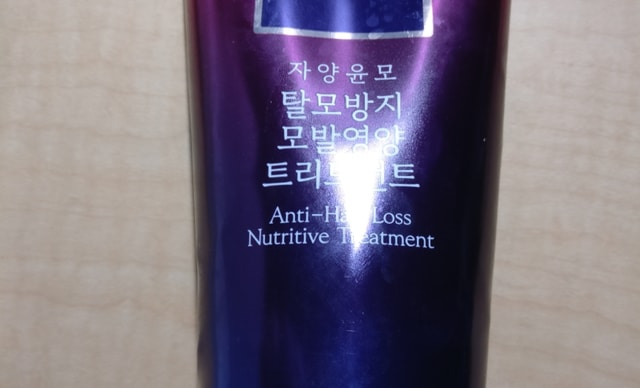 자양윤모
탈모방지
모발영양
트리트먼트
Anti-Hair Loss
Nutritive Treatment